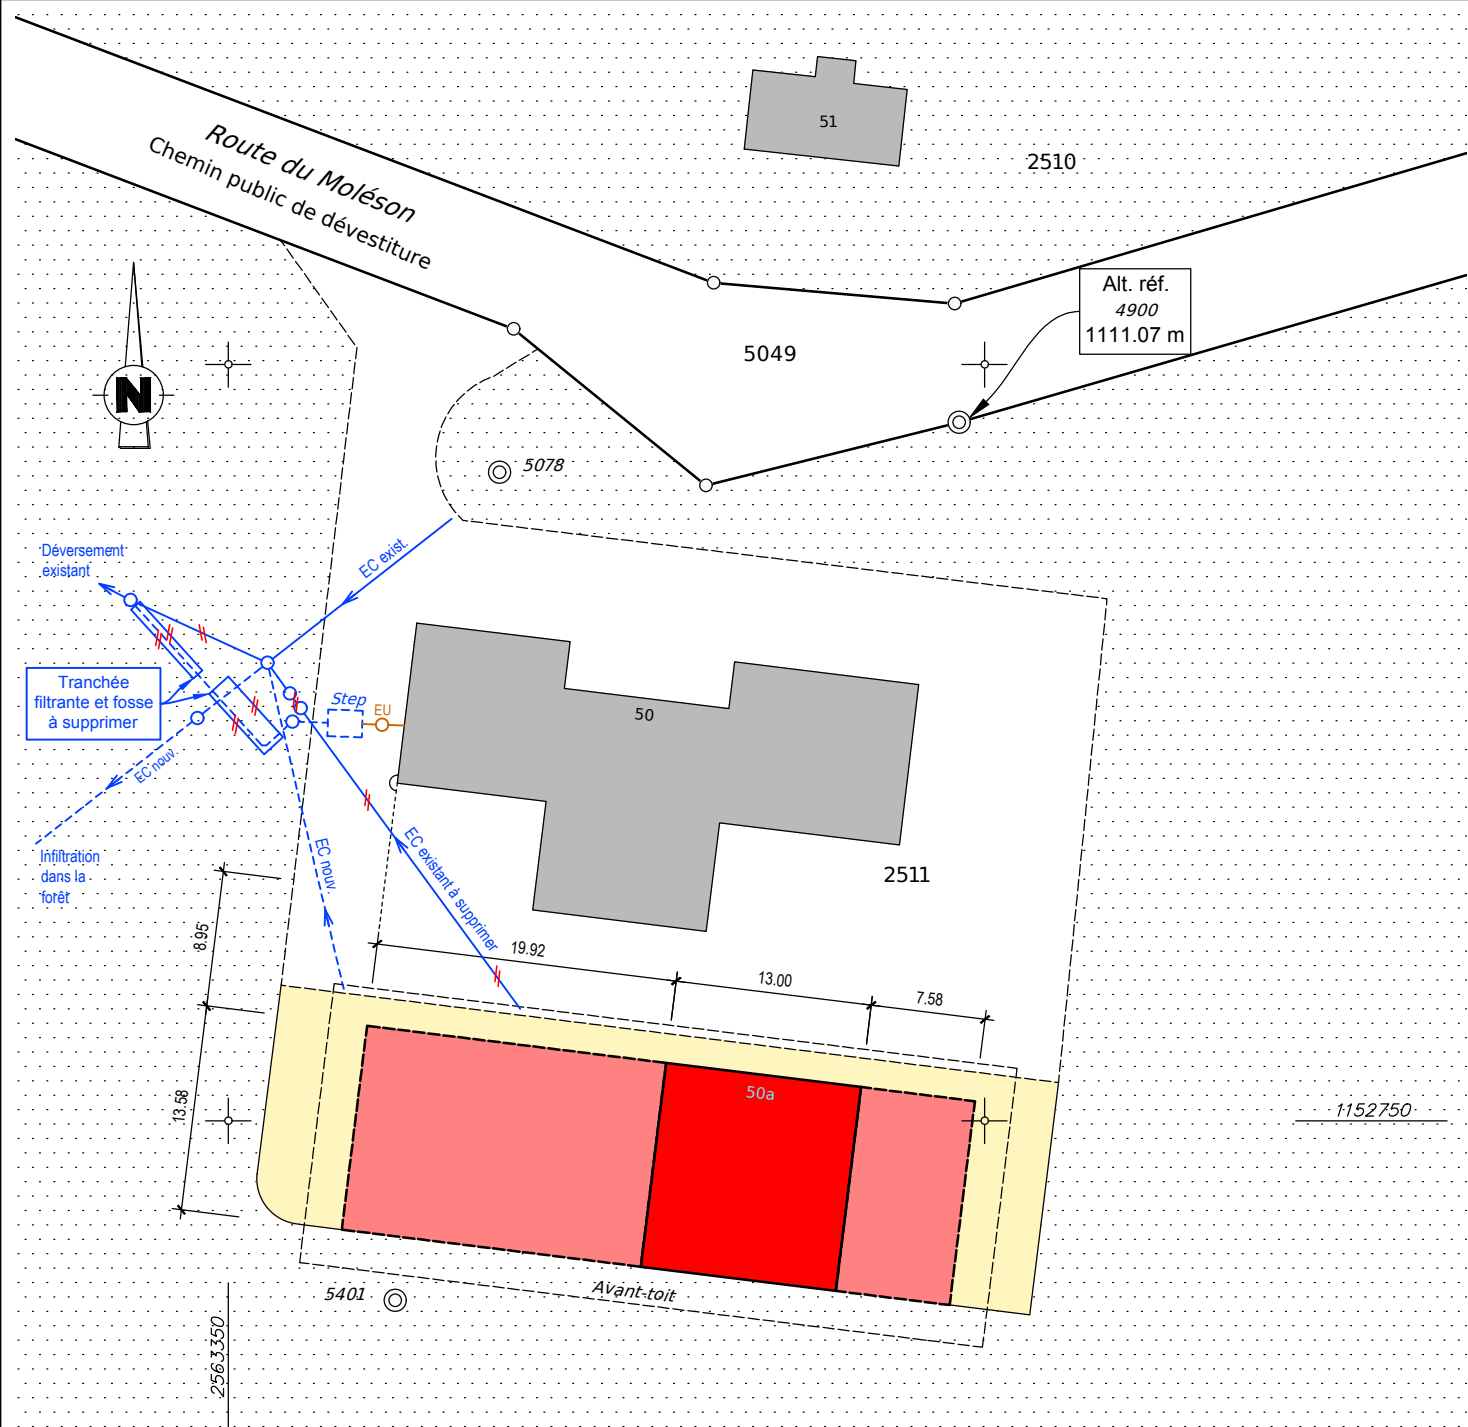 51
2510
Route du Moléson
Chemin public de dévestiture
Alt. réf.
4900
1111.07 m
5049
N
5078
EC exist.
Déversement
existant
Tranchée
filtrante et fosse
à supprimer
Step
EU
50
EC nouv.
Infiltration
dans la
forêt
EC nouv.
EC existant à supprimer
2511
8.95
19.92
13.00
7.58
13.58
50a
1152750
Avant-toit
5401
2563350